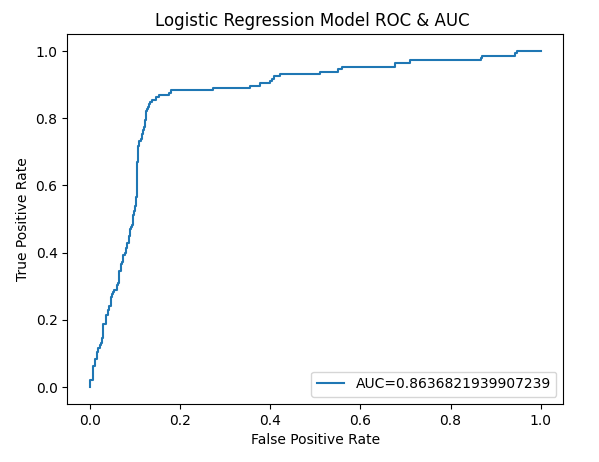 Logistic Regression Model ROC & AUC
True Positive Rate
1.0
0.8
0.6
0.4
0.2
0.0
AUC=0.8636821939907239
0.0 0.2 0.4 0.6 0.8 1.0
False Positive Rate